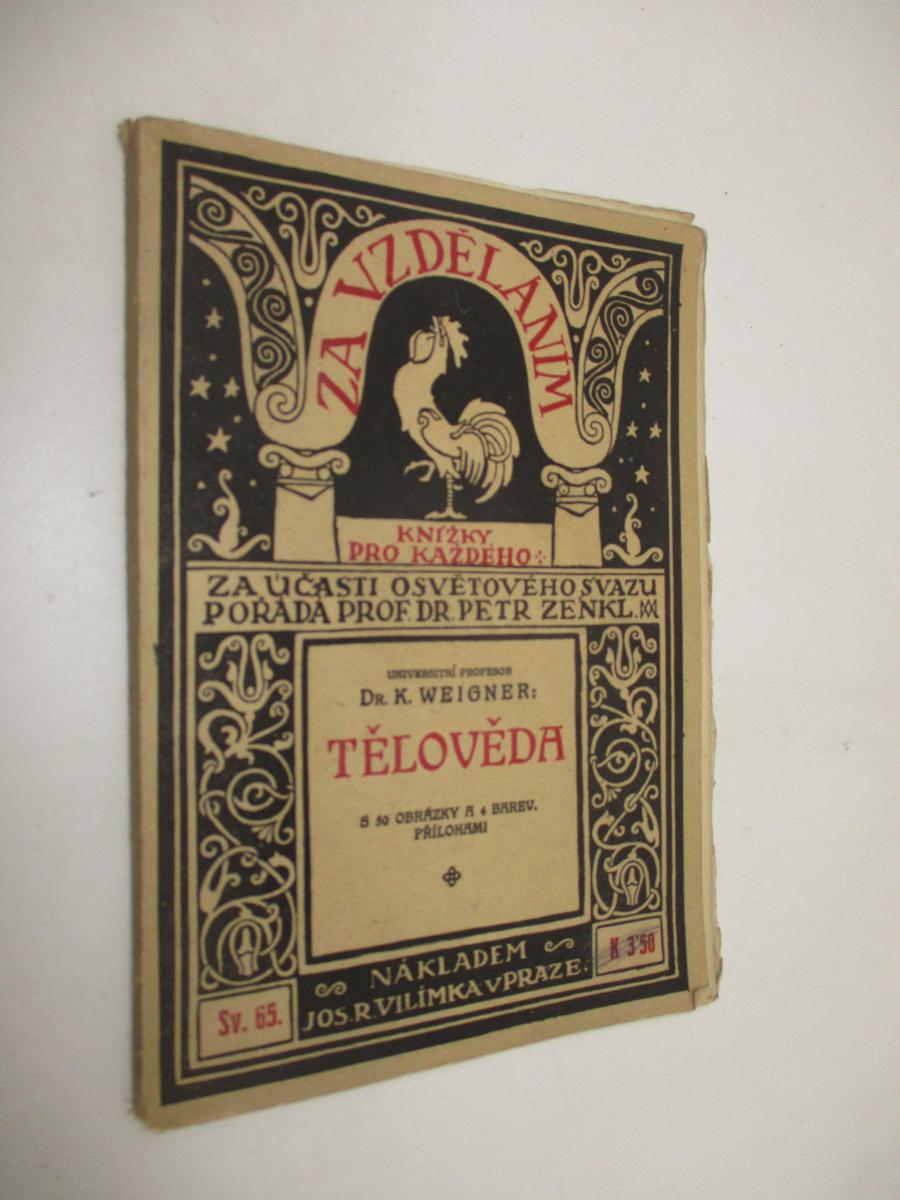 ZA VZDĚLÁNÍM
KNÍŽKY
PRO KAŽDÉHO
ZA ÚČASTI OSVĚTOVÉHO SVAZU
POŘÁDÁ PROF. DR. PETR ZENKL.
UNIVERSITNÍ PROFESOR
DR. K. WEIGNER:
TĚLOVĚDA
S 50 OBRÁZKY A 4 BAREV.
PŘÍLOHAMI
NÁKLADEM
JOS. R. VILÍMKA V PRAZE.
Sv. 65.
K 3'50